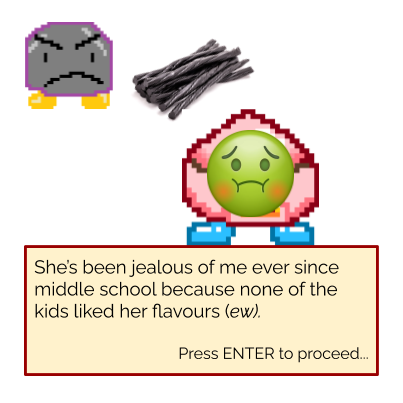 She's been jealous of me ever since
middle school because none of the
kids liked her flavours (ew).
Press ENTER to proceed...